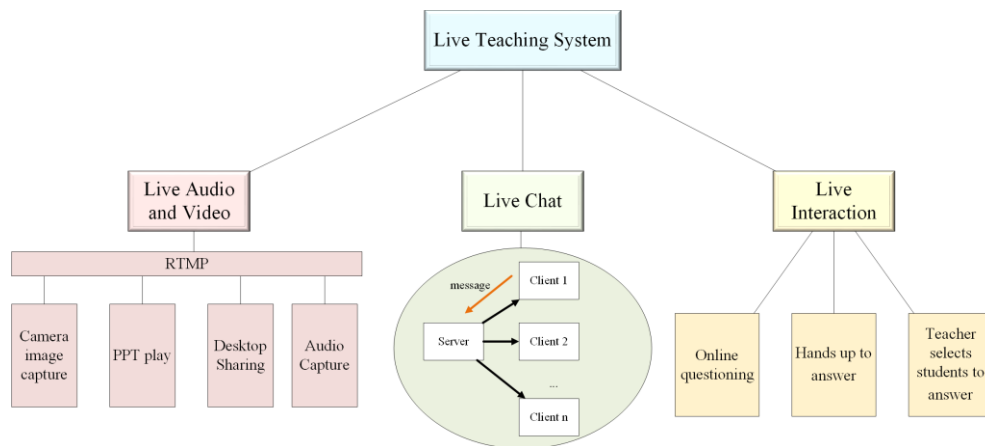 Live Teaching System
Live Audio
and Video
Live Chat
Live
Interaction
RTMP
Camera
image
capture
PPT play
Desktop
Sharing
Audio
Capture
message
Client 1
Server
Client 2
...
Client n
Online
questioning
Hands up to
answer
Teacher
selects
students to
answer